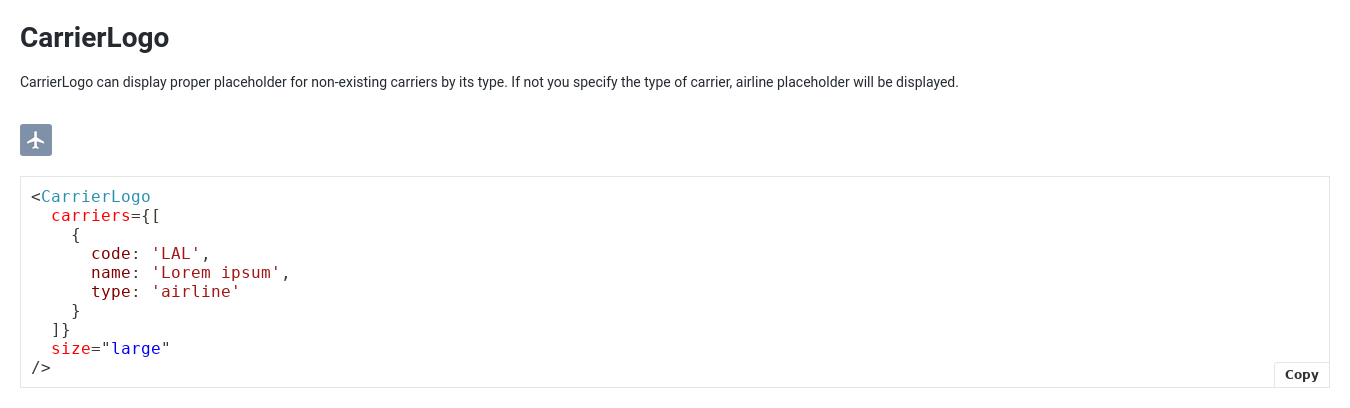 CarrierLogo
CarrierLogo can display proper placeholder for non-existing carriers by its type. If not you specify the type of carrier, airline placeholder will be displayed.
<CarrierLogo
  carriers={[
    {
      code: 'LAL',
      name: 'Lorem ipsum',
      type: 'airline'
    }
  ]}
  size="large"
/>
Copy